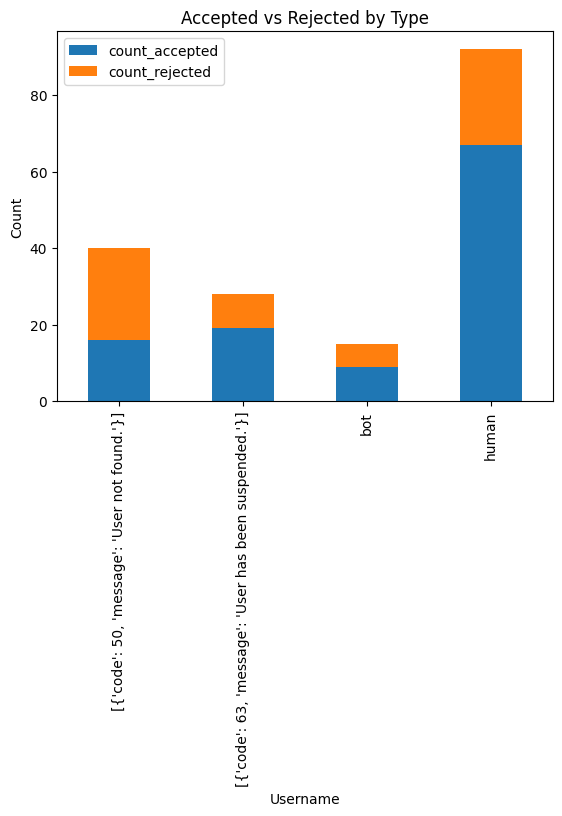 Accepted vs Rejected by Type
count_accepted
count_rejected
Count
80
60
40
20
0
[{'code': 50, 'message': 'User not found.'}]
[{'code': 63, 'message': 'User has been suspended.'}]
bot
human
Username